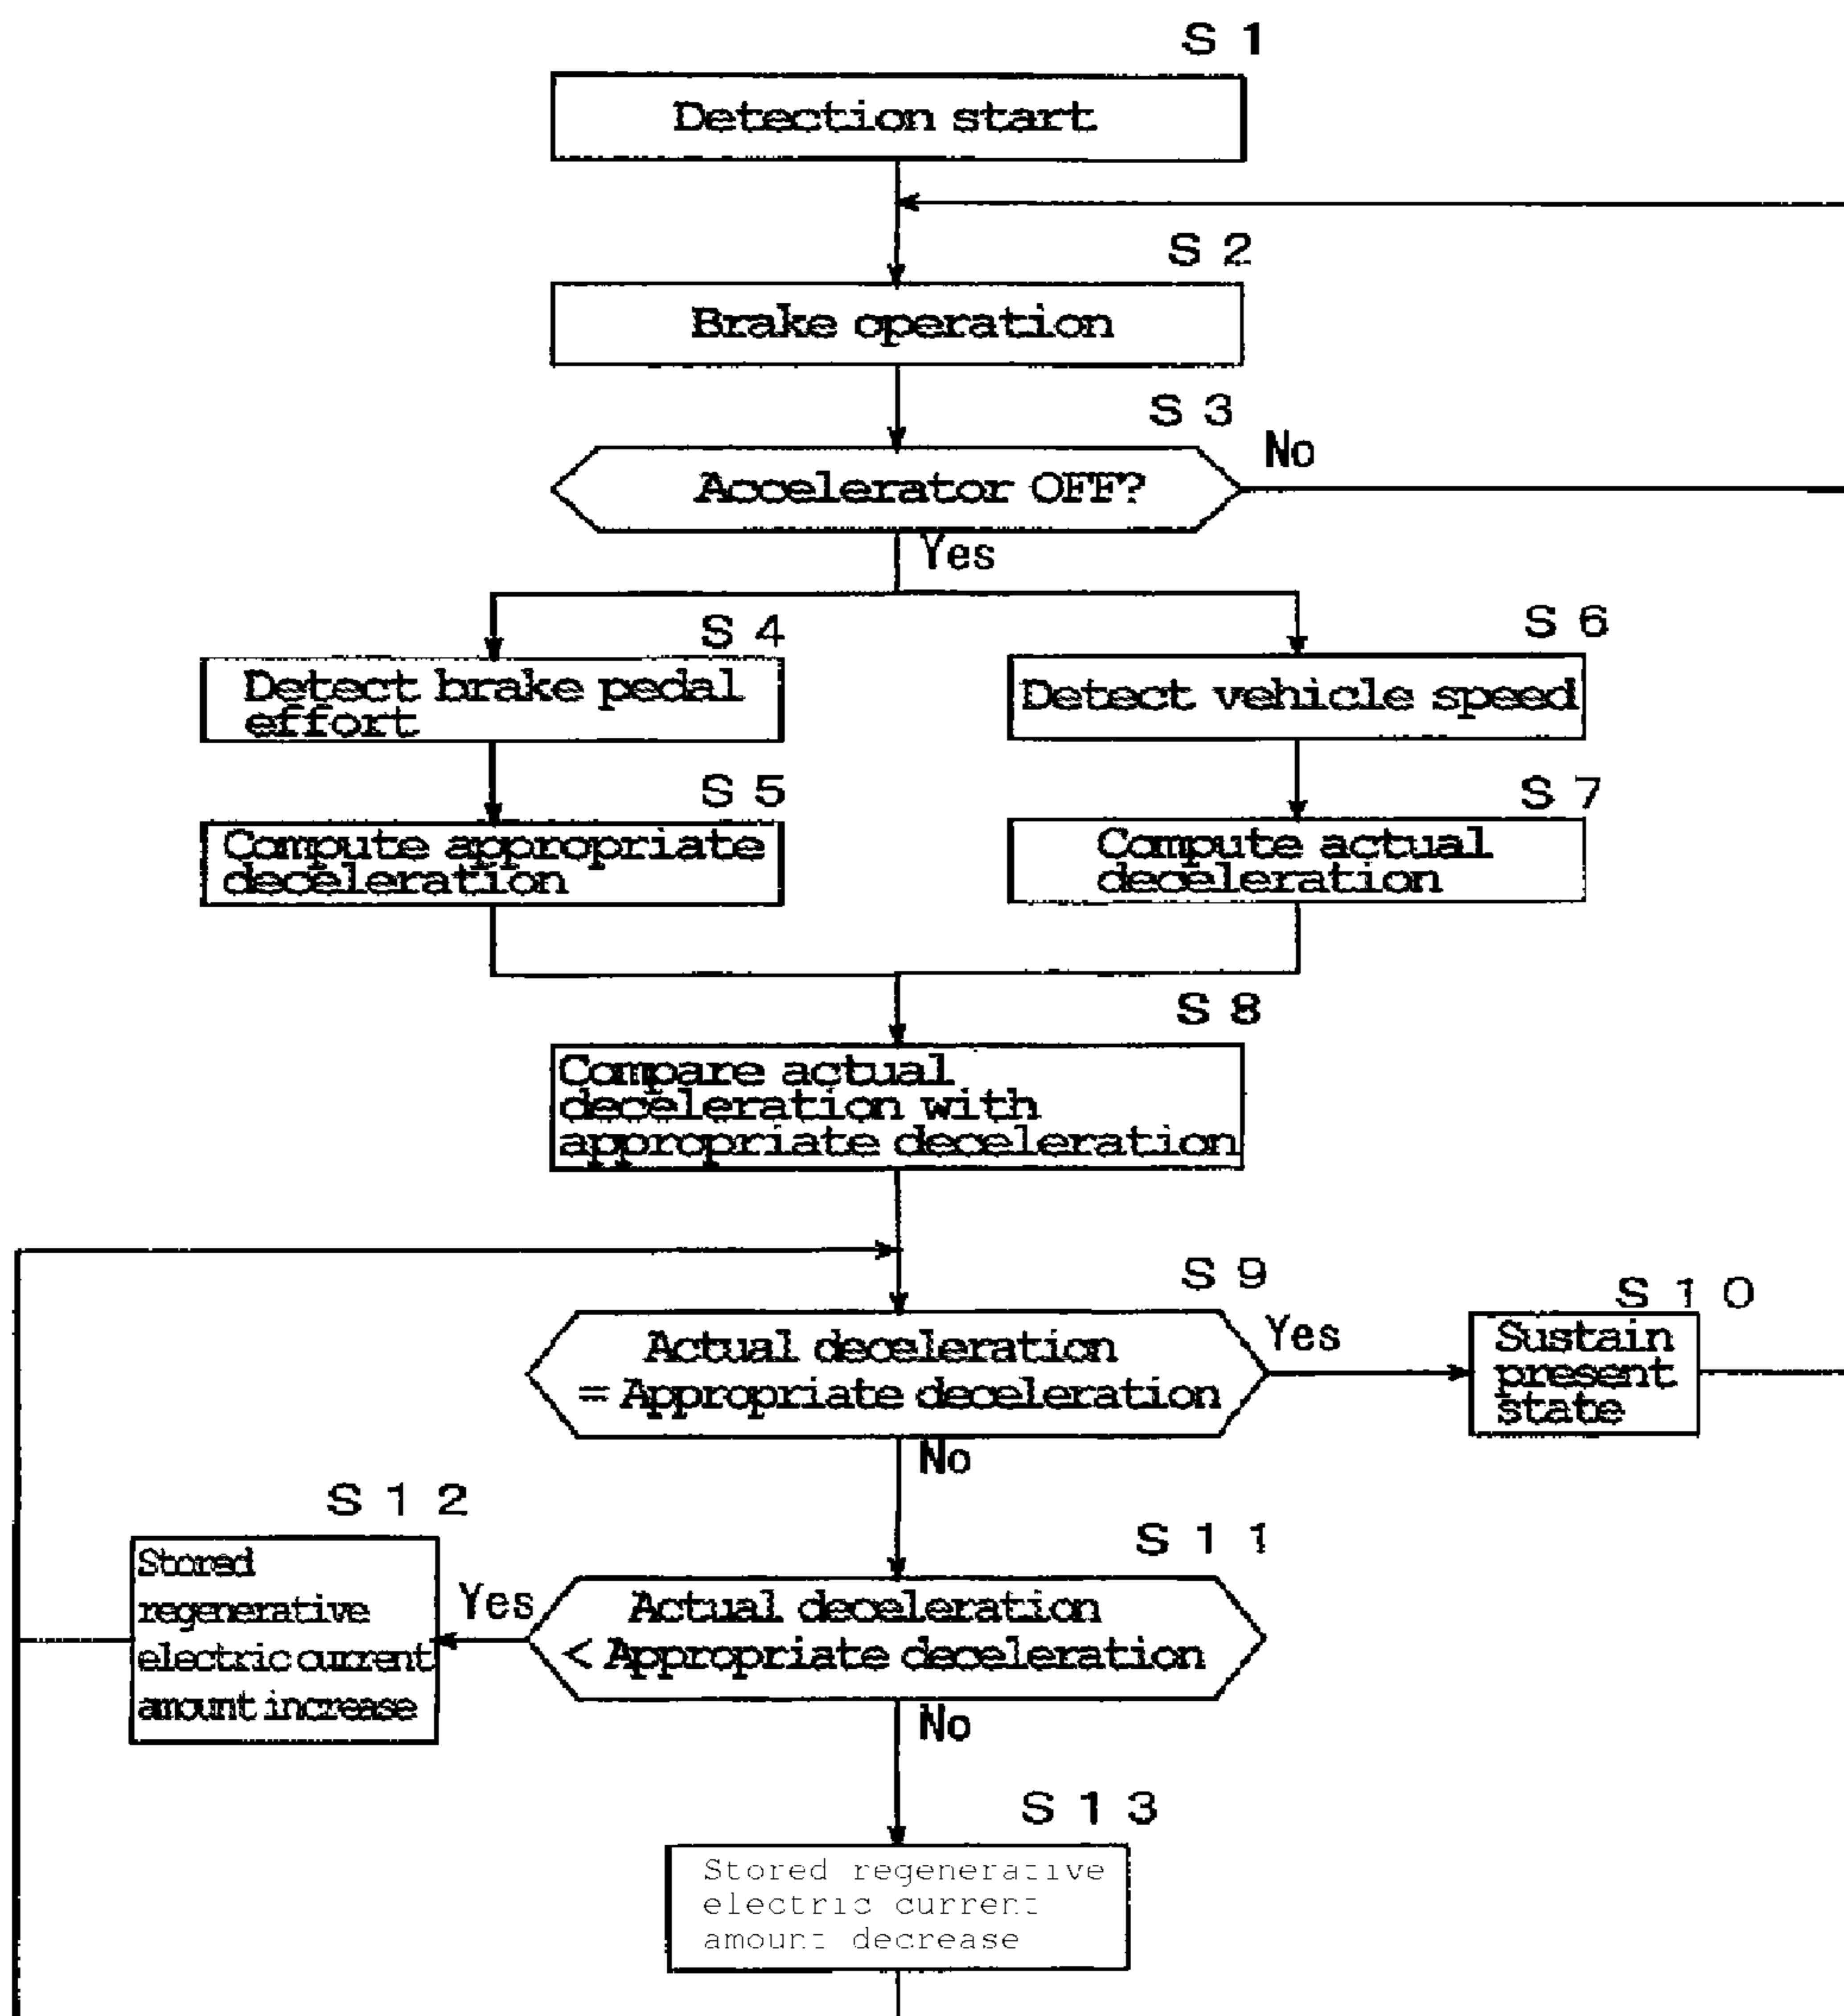 S 1
Detection start
S 2
Brake operation
S 3
Accelerator OFF?
No
Yes
S 4
Detect brake pedal
effort
S 6
Detect vehicle speed
S 5
Compute appropriate
deceleration
S 7
Compute actual
deceleration
S 8
Compare actual
deceleration with
appropriate deceleration
S 9
Actual deceleration
= Appropriate deceleration
Yes
S 1 0
Sustain
present
state
No
S 1 2
Stored
regenerative
electric current
amount increase
Yes
S 1 1
Actual deceleration
< Appropriate deceleration
No
S 1 3
Stored regenerative
electric current
amount decrease